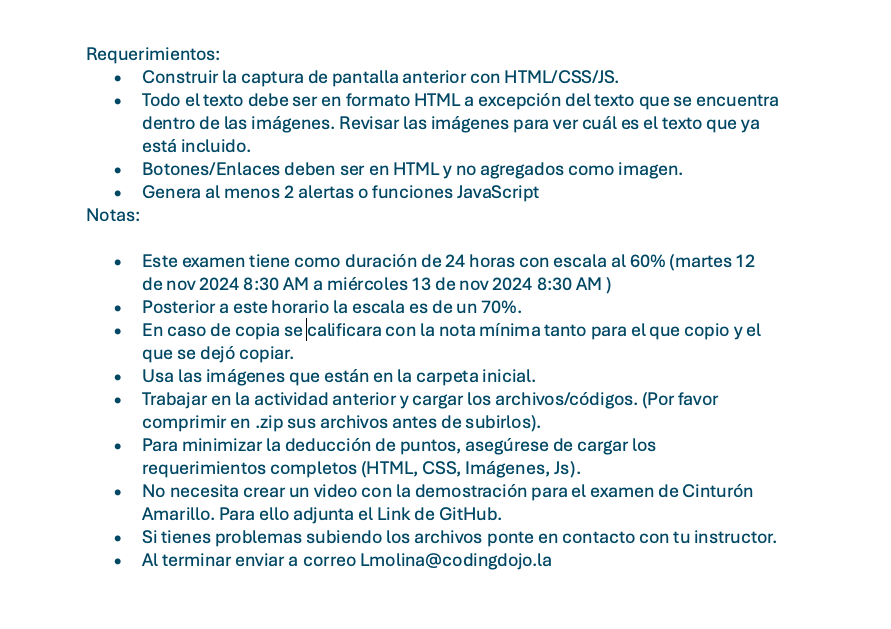 Requerimientos:
• Construir la captura de pantalla anterior con HTML/CSS/JS.
• Todo el texto debe ser en formato HTML a excepción del texto que se encuentra
dentro de las imágenes. Revisar las imágenes para ver cuál es el texto que ya
está incluido.
• Botones/Enlaces deben ser en HTML y no agregados como imagen.
• Genera al menos 2 alertas o funciones JavaScript
Notas:
• Este examen tiene como duración de 24 horas con escala al 60% (martes 12
de nov 2024 8:30 AM a miércoles 13 de nov 2024 8:30 AM )
• Posterior a este horario la escala es de un 70%.
• En caso de copia se calificara con la nota mínima tanto para el que copio y el
que se dejó copiar.
• Usa las imágenes que están en la carpeta inicial.
• Trabajar en la actividad anterior y cargar los archivos/códigos. (Por favor
comprimir en .zip sus archivos antes de subirlos).
• Para minimizar la deducción de puntos, asegúrese de cargar los
requerimientos completos (HTML, CSS, Imágenes, Js).
• No necesita crear un video con la demostración para el examen de Cinturón
Amarillo. Para ello adjunta el Link de GitHub.
• Si tienes problemas subiendo los archivos ponte en contacto con tu instructor.
• Al terminar enviar a correo Lmolina@codingdojo.la